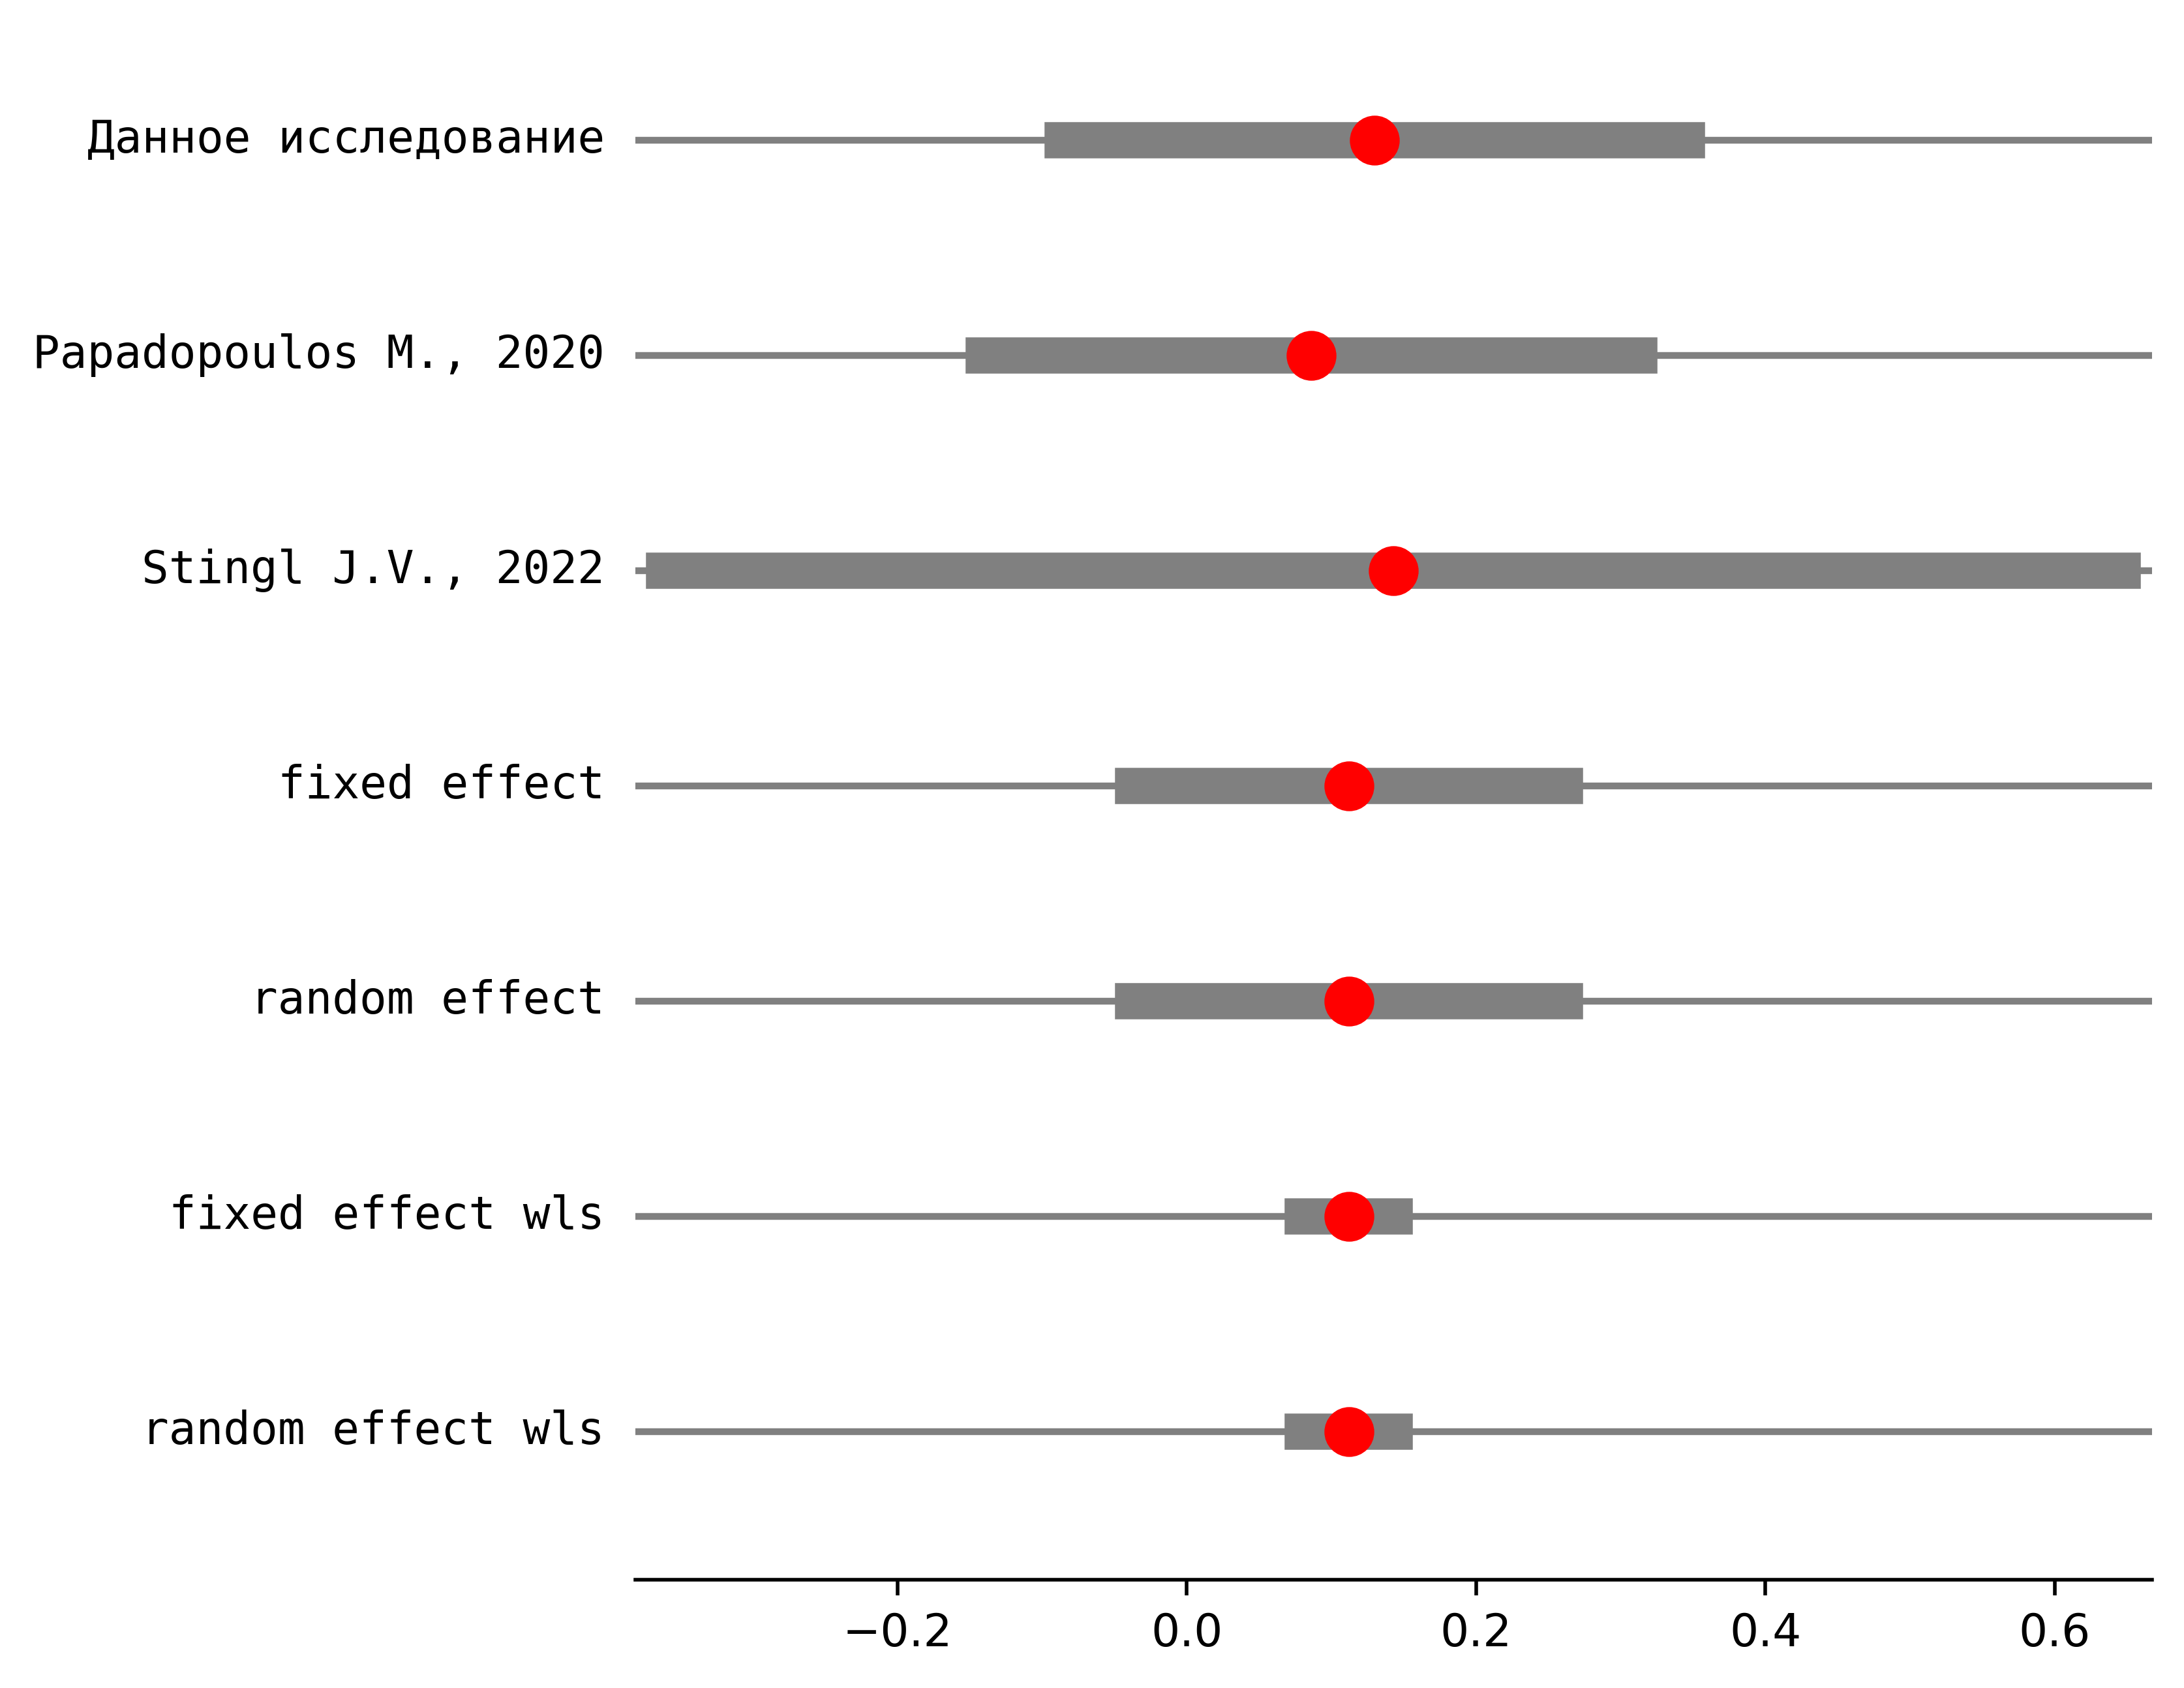 Данное исследование
Papadopoulos M., 2020
Stingl J.V., 2022
fixed effect
random effect
fixed effect wls
random effect wls
−0.2 0.0 0.2 0.4 0.6